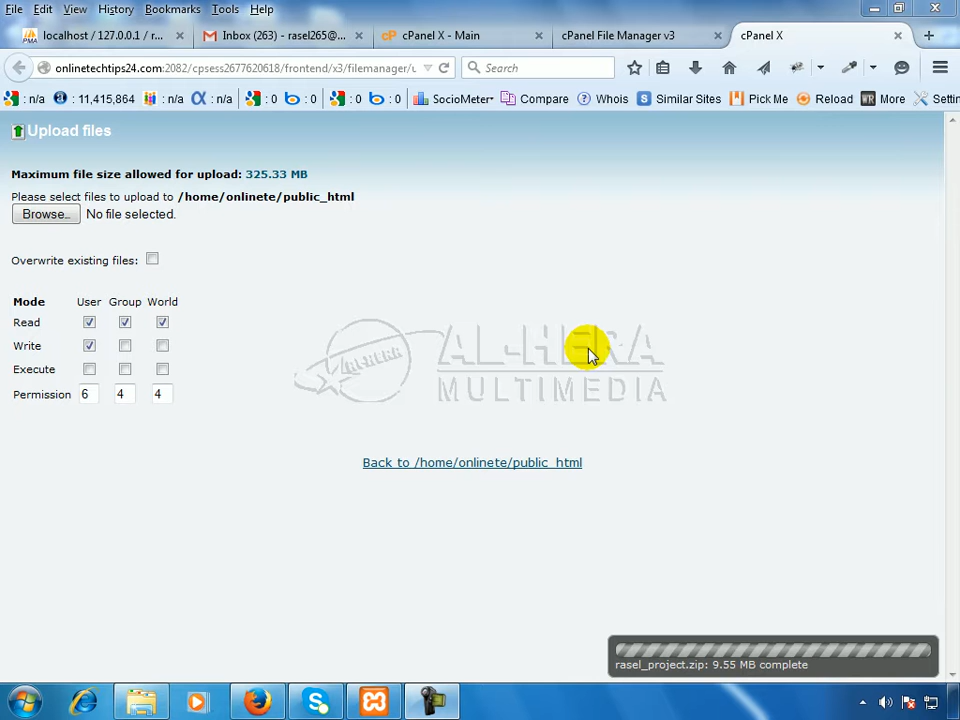 File Edit View History Bookmarks Tools Help
localhost / 127.0.0.1 / r... Inbox (263) - rasel265@... cPanel X - Main cPanel File Manager v3 cPanel X
onlinetechtips24.com:2082/cpsess2677620618/frontend/x3/filemanager/u Search
: n/a : 11,415,864 : n/a : n/a : 0 : 0 : 0 : 0 SocioMeter Compare Whois Similar Sites Pick Me Reload More Settin
Upload files
Maximum file size allowed for upload: 325.33 MB
Please select files to upload to /home/onlinete/public_html
Browse... No file selected.
Overwrite existing files:
Mode User Group World
Read
Write
Execute
Permission 6 4 4
AL-HERA
AL-HERA
MULTIMEDIA
Back to /home/onlinete/public_html
rasel_project.zip: 9.55 MB complete